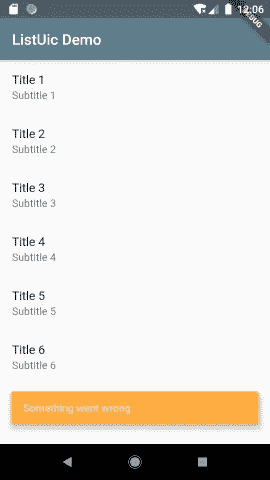 12:06
DEBUG
ListUic Demo
Title 1
Subtitle 1
Title 2
Subtitle 2
Title 3
Subtitle 3
Title 4
Subtitle 4
Title 5
Subtitle 5
Title 6
Subtitle 6
Something went wrong